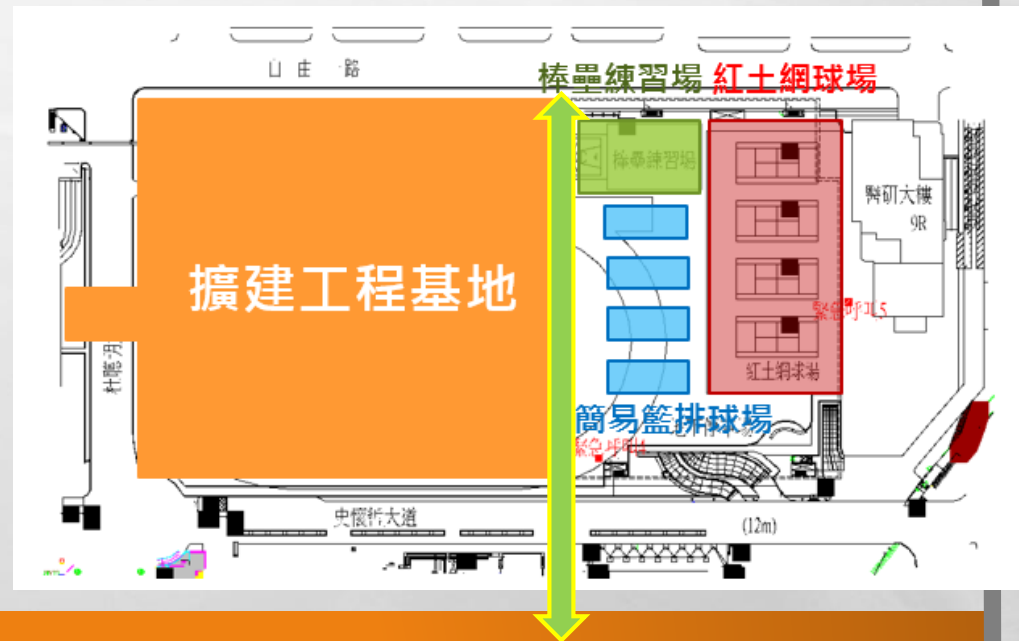 山庄路
棒壘練習場 紅土網球場
棒壘練習場
醫研大樓
9R
擴建工程基地
紅土網球場
簡易籃排球場
史懷哲大道
(12m)